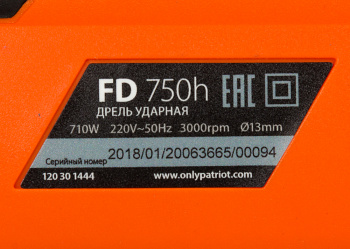 FD 750h EAC
ДРЕЛЬ УДАРНАЯ
710W 220V~50Hz 3000rpm Ø13mm
Серийный номер 2018/01/20063665/00094
120 30 1444 www.onlypatriot.com